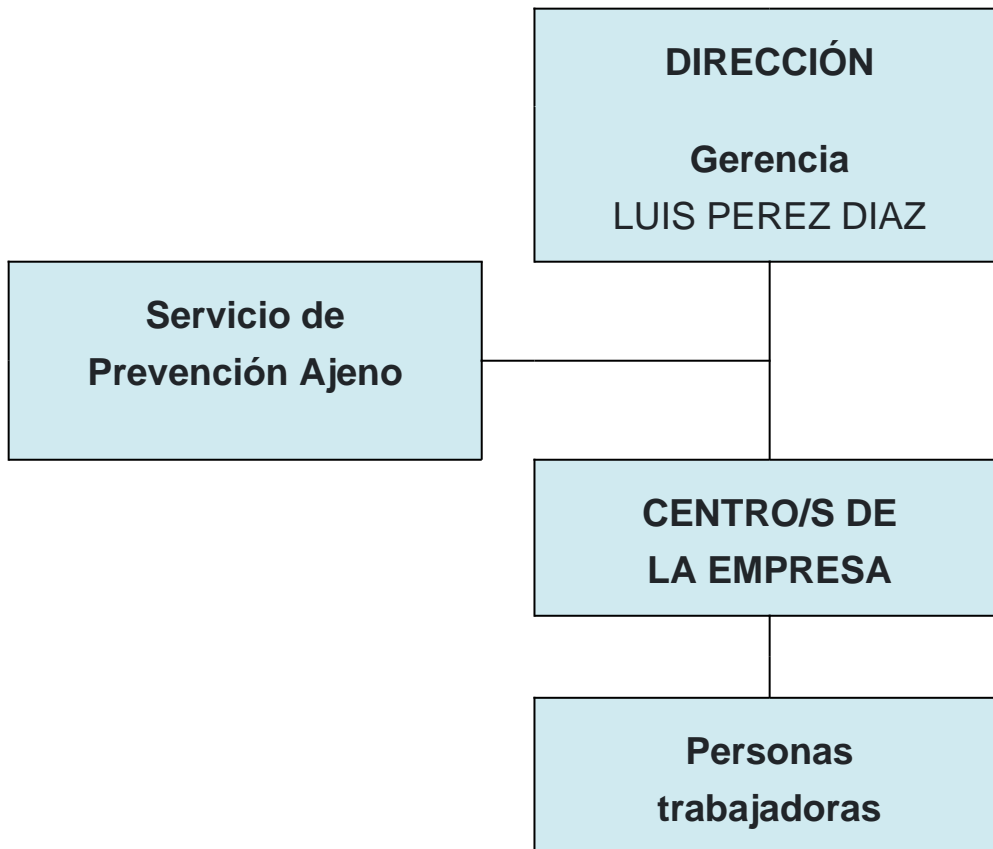 DIRECCIÓN
Gerencia
LUIS PEREZ DIAZ
Servicio de
Prevención Ajeno
CENTRO/S DE
LA EMPRESA
Personas
trabajadoras